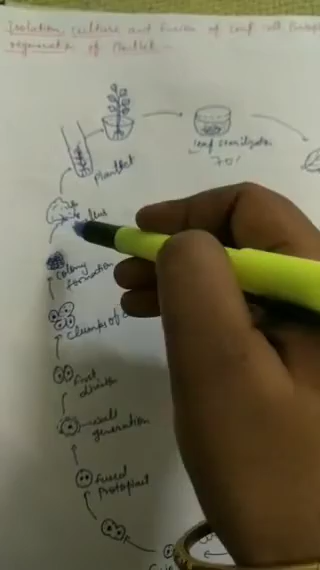 Isolation, culture and fusion of leaf cell
regeneration of Plantlet -
leaf sterilization
70%
Plantlet
callus
colony
formation
Clumps of
first
division
wall
generation
fused
protoplast